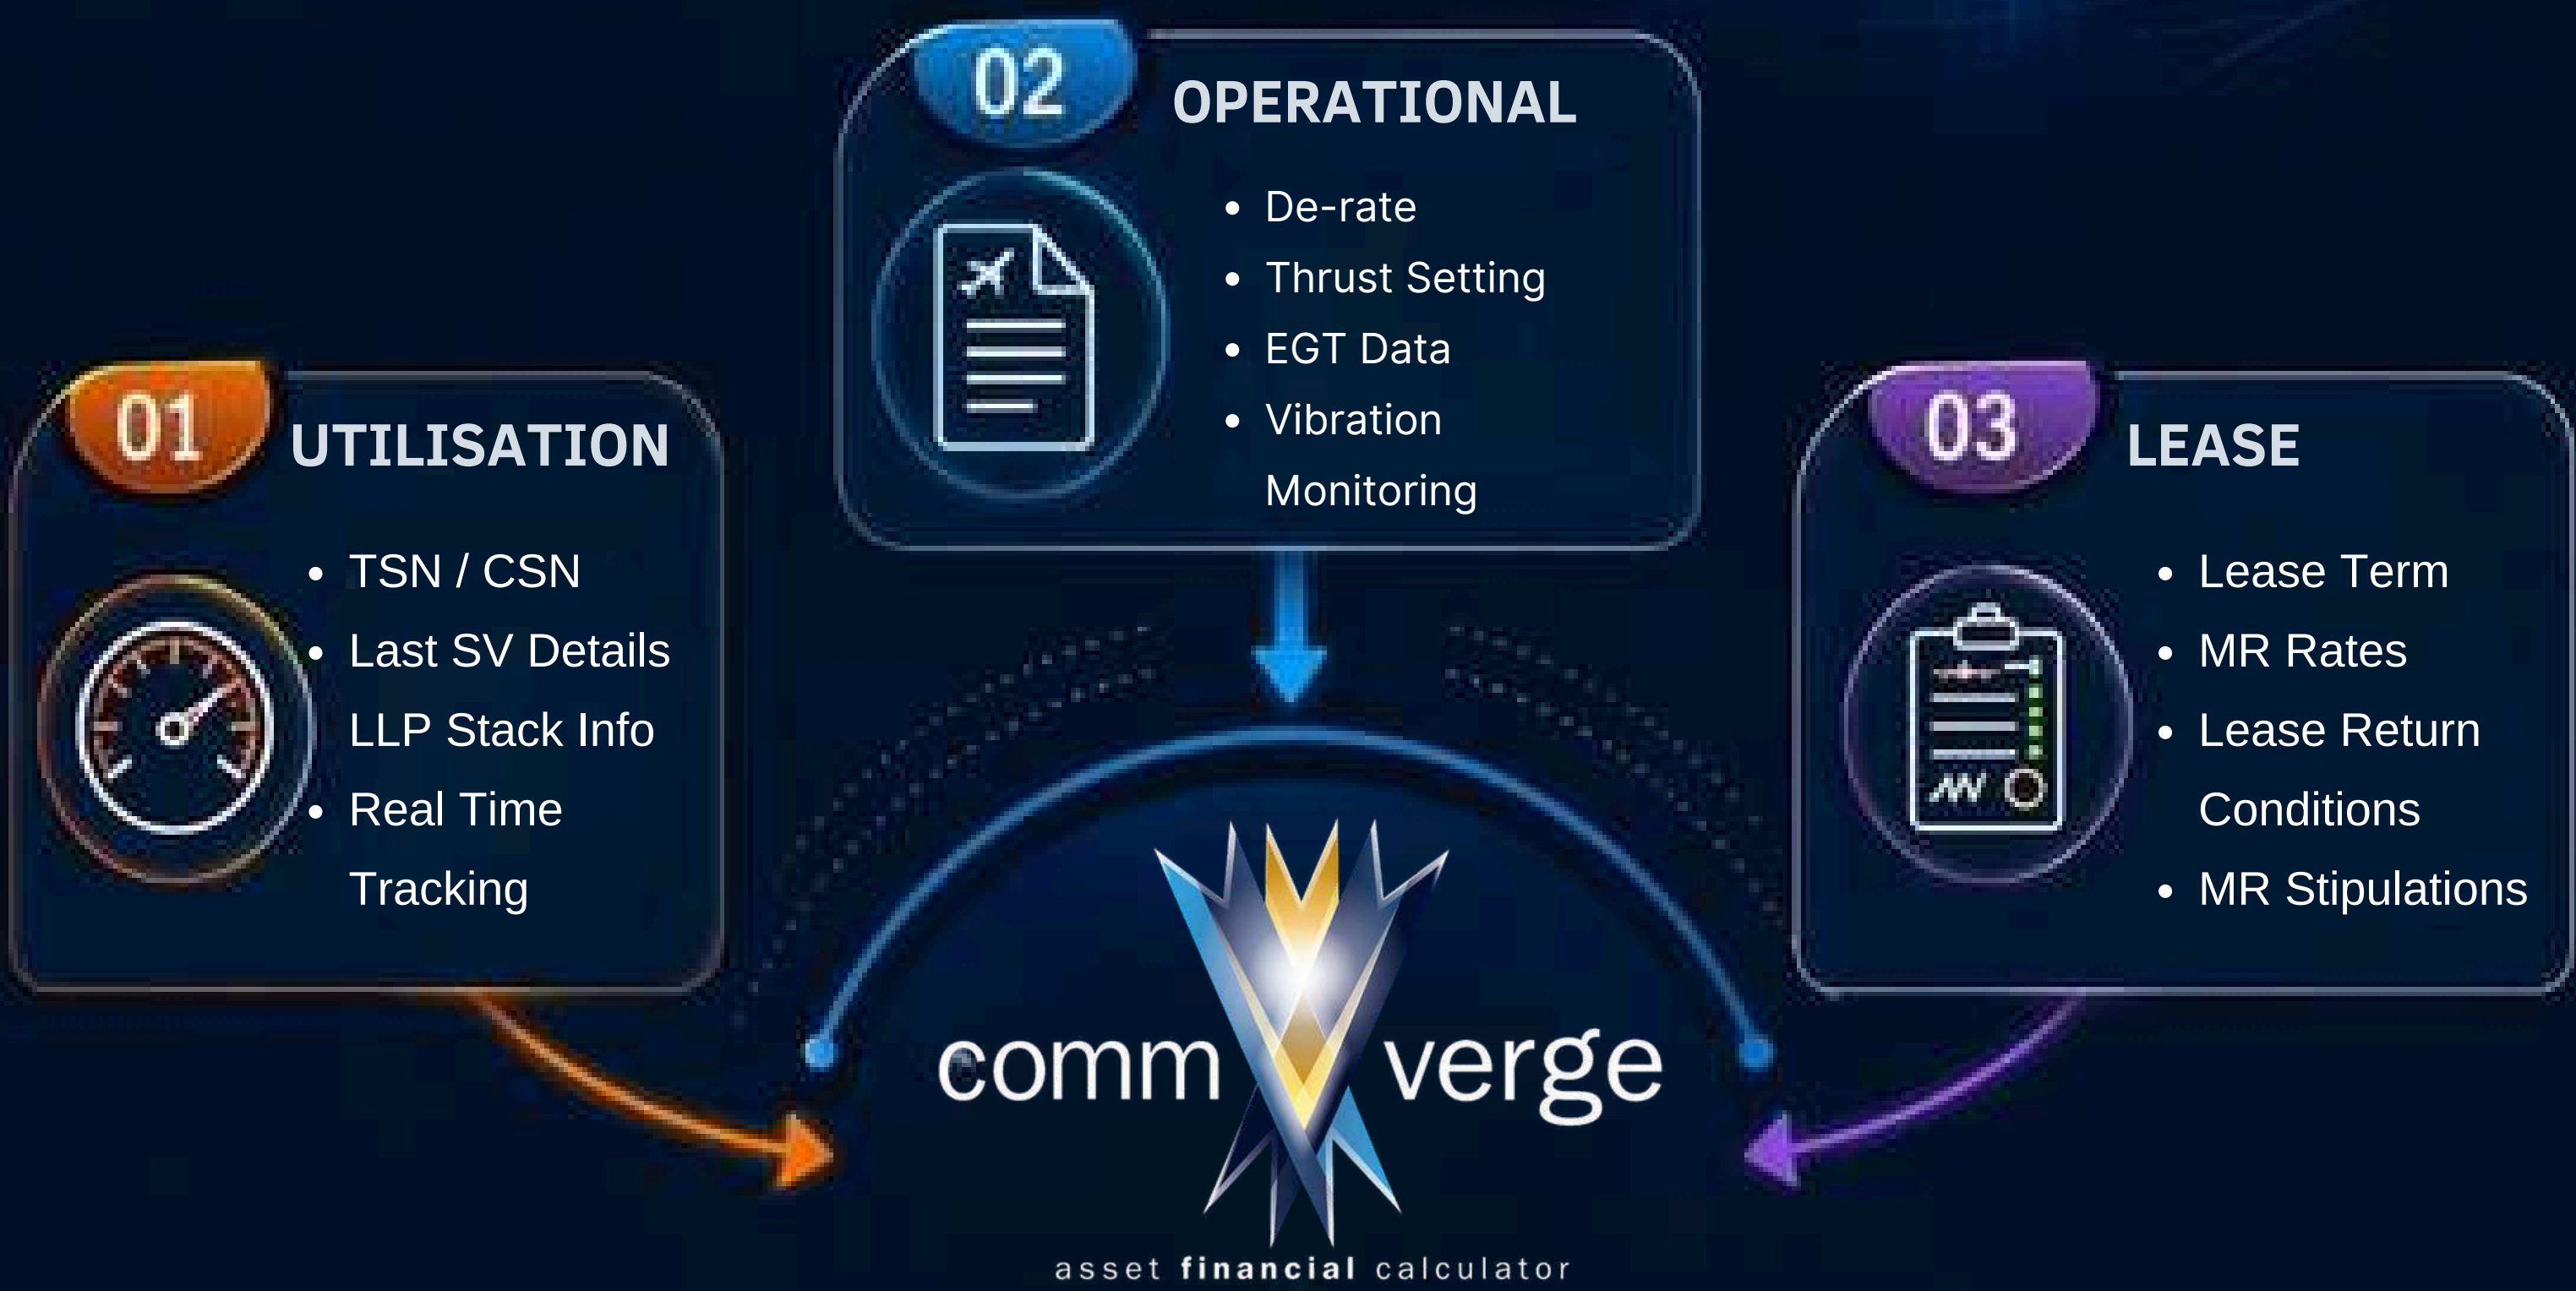 01
UTILISATION
• TSN / CSN
• Last SV Details
LLP Stack Info
• Real Time
Tracking
02
OPERATIONAL
• De-rate
• Thrust Setting
• EGT Data
• Vibration
Monitoring
03
LEASE
• Lease Term
• MR Rates
• Lease Return
Conditions
• MR Stipulations
comm verge
asset financial calculator